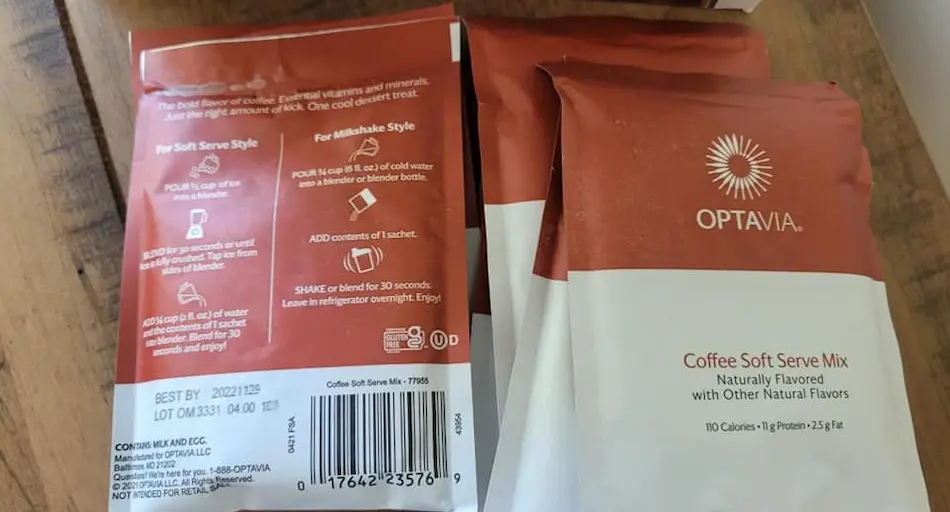 The bold flavor of coffee. Essential vitamins and minerals.
Just the right amount of kick. One cool dessert treat.
For Soft Serve Style
POUR ¾ cup of ice
into a blender.
BLEND for 30 seconds or until
ice is fully crushed. Tap ice from
sides of blender.
ADD ¼ cup (2 fl. oz.) of water
and the contents of 1 sachet
into blender. Blend for 30
seconds and enjoy!
For Milkshake Style
POUR ¾ cup (6 fl. oz.) of cold water
into a blender or blender bottle.
ADD contents of 1 sachet.
SHAKE or blend for 30 seconds.
Leave in refrigerator overnight. Enjoy!
GLUTEN
FREE
U D
BEST BY 20221125
LOT OM3331 04:00
CONTAINS: MILK AND EGG.
Manufactured for OPTAVIA LLC
Baltimore, MD 21202
Questions? We're here for you. 1-888-OPTAVIA
© 2021 OPTAVIA LLC. All Rights Reserved.
NOT INTENDED FOR RETAIL SALE
0421 FSA
Coffee Soft Serve Mix - 77955
43954
0 17642 23576 9
OPTAVIA®
Coffee Soft Serve Mix
Naturally Flavored
with Other Natural Flavors
110 Calories • 11 g Protein • 2.5 g Fat